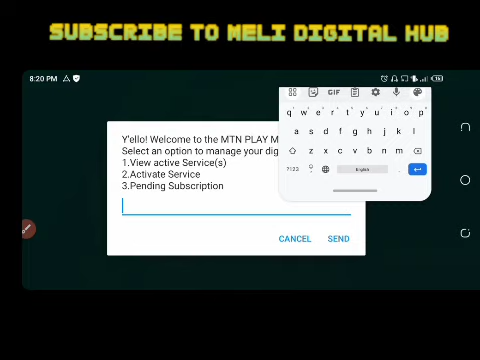 SUBSCRIBE TO MELI DIGITAL HUB
8:20 PM
Y'ello! Welcome to the MTN PLAY M
Select an option to manage your dig
1.View active Service(s)
2.Activate Service
3.Pending Subscription
CANCEL SEND
GIF
q w e r t y u i o p
a s d f g h j k l
z x c v b n m
?123 English .